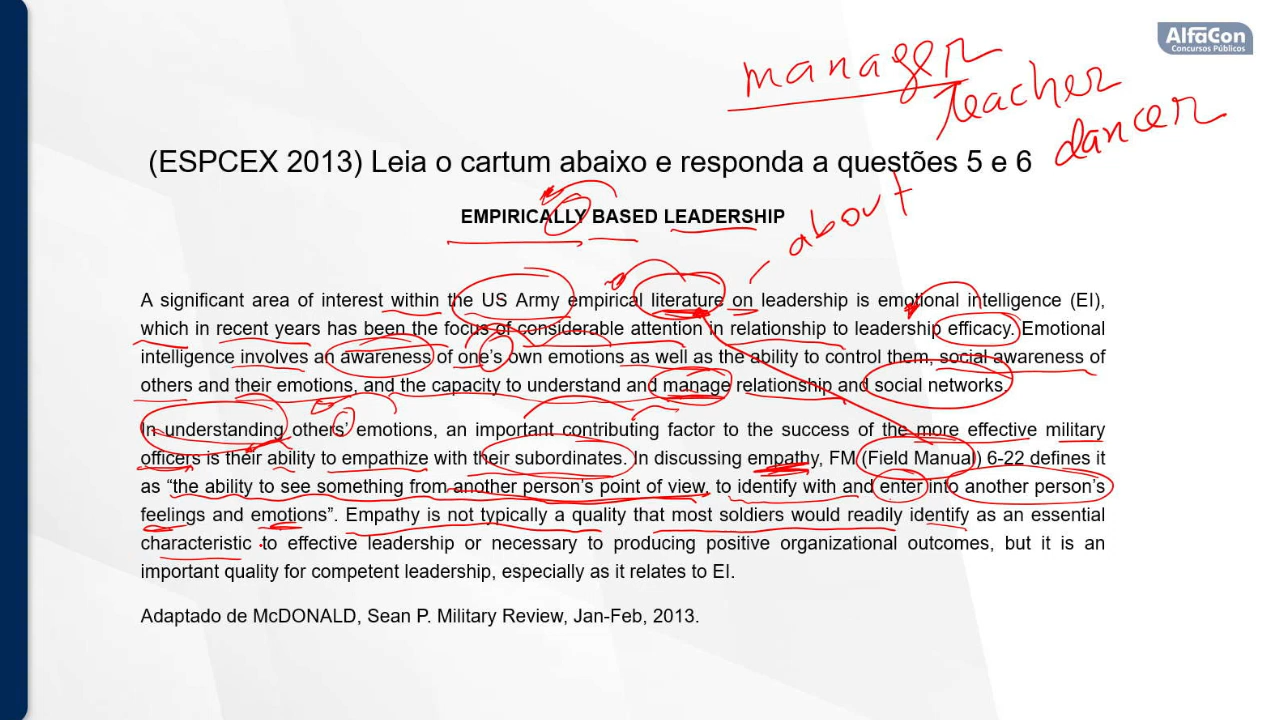 AlfaCon
Concursos Públicos
manager
teacher
dancer
(ESPCEX 2013) Leia o cartum abaixo e responda a questões 5 e 6
about
EMPIRICALLY BASED LEADERSHIP
A significant area of interest within the US Army empirical literature on leadership is emotional intelligence (EI),
which in recent years has been the focus of considerable attention in relationship to leadership efficacy. Emotional
intelligence involves an awareness of one's own emotions as well as the ability to control them, social awareness of
others and their emotions, and the capacity to understand and manage relationship and social networks.
In understanding others' emotions, an important contributing factor to the success of the more effective military
officers is their ability to empathize with their subordinates. In discussing empathy, FM (Field Manual) 6-22 defines it
as “the ability to see something from another person's point of view, to identify with and enter into another person's
feelings and emotions”. Empathy is not typically a quality that most soldiers would readily identify as an essential
characteristic to effective leadership or necessary to producing positive organizational outcomes, but it is an
important quality for competent leadership, especially as it relates to EI.
Adaptado de McDONALD, Sean P. Military Review, Jan-Feb, 2013.